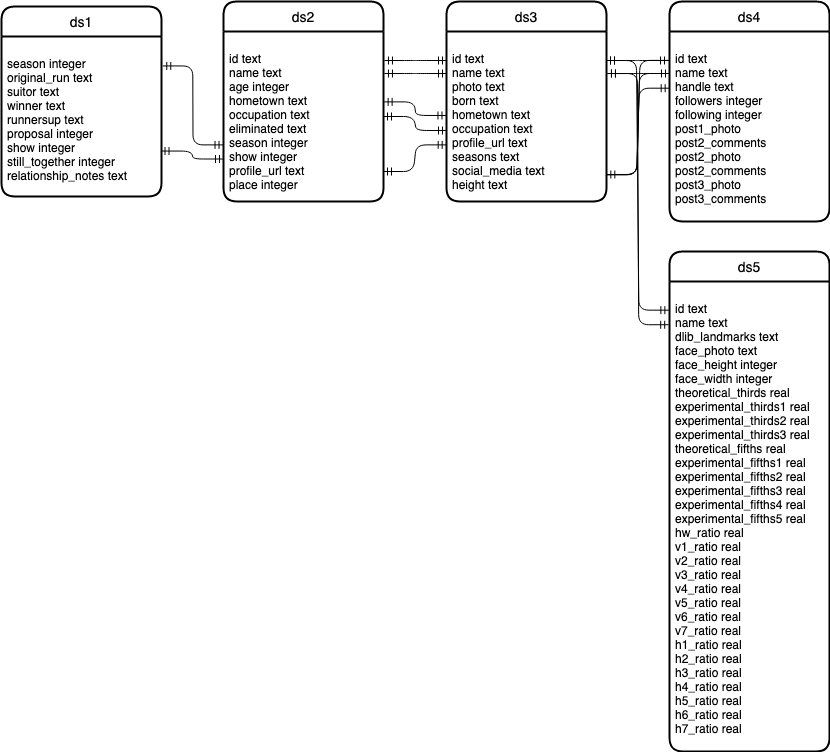 ds1
season integer
original_run text
suitor text
winner text
runnersup text
proposal integer
show integer
still_together integer
relationship_notes text
ds2
id text
name text
age integer
hometown text
occupation text
eliminated text
season integer
show integer
profile_url text
place integer
ds3
id text
name text
photo text
born text
hometown text
occupation text
profile_url text
seasons text
social_media text
height text
ds4
id text
name text
handle text
followers integer
following integer
post1_photo
post2_comments
post2_photo
post2_comments
post3_photo
post3_comments
ds5
id text
name text
dlib_landmarks text
face_photo text
face_height integer
face_width integer
theoretical_thirds real
experimental_thirds1 real
experimental_thirds2 real
experimental_thirds3 real
theoretical_fifths real
experimental_fifths1 real
experimental_fifths2 real
experimental_fifths3 real
experimental_fifths4 real
experimental_fifths5 real
hw_ratio real
v1_ratio real
v2_ratio real
v3_ratio real
v4_ratio real
v5_ratio real
v6_ratio real
v7_ratio real
h1_ratio real
h2_ratio real
h3_ratio real
h4_ratio real
h5_ratio real
h6_ratio real
h7_ratio real